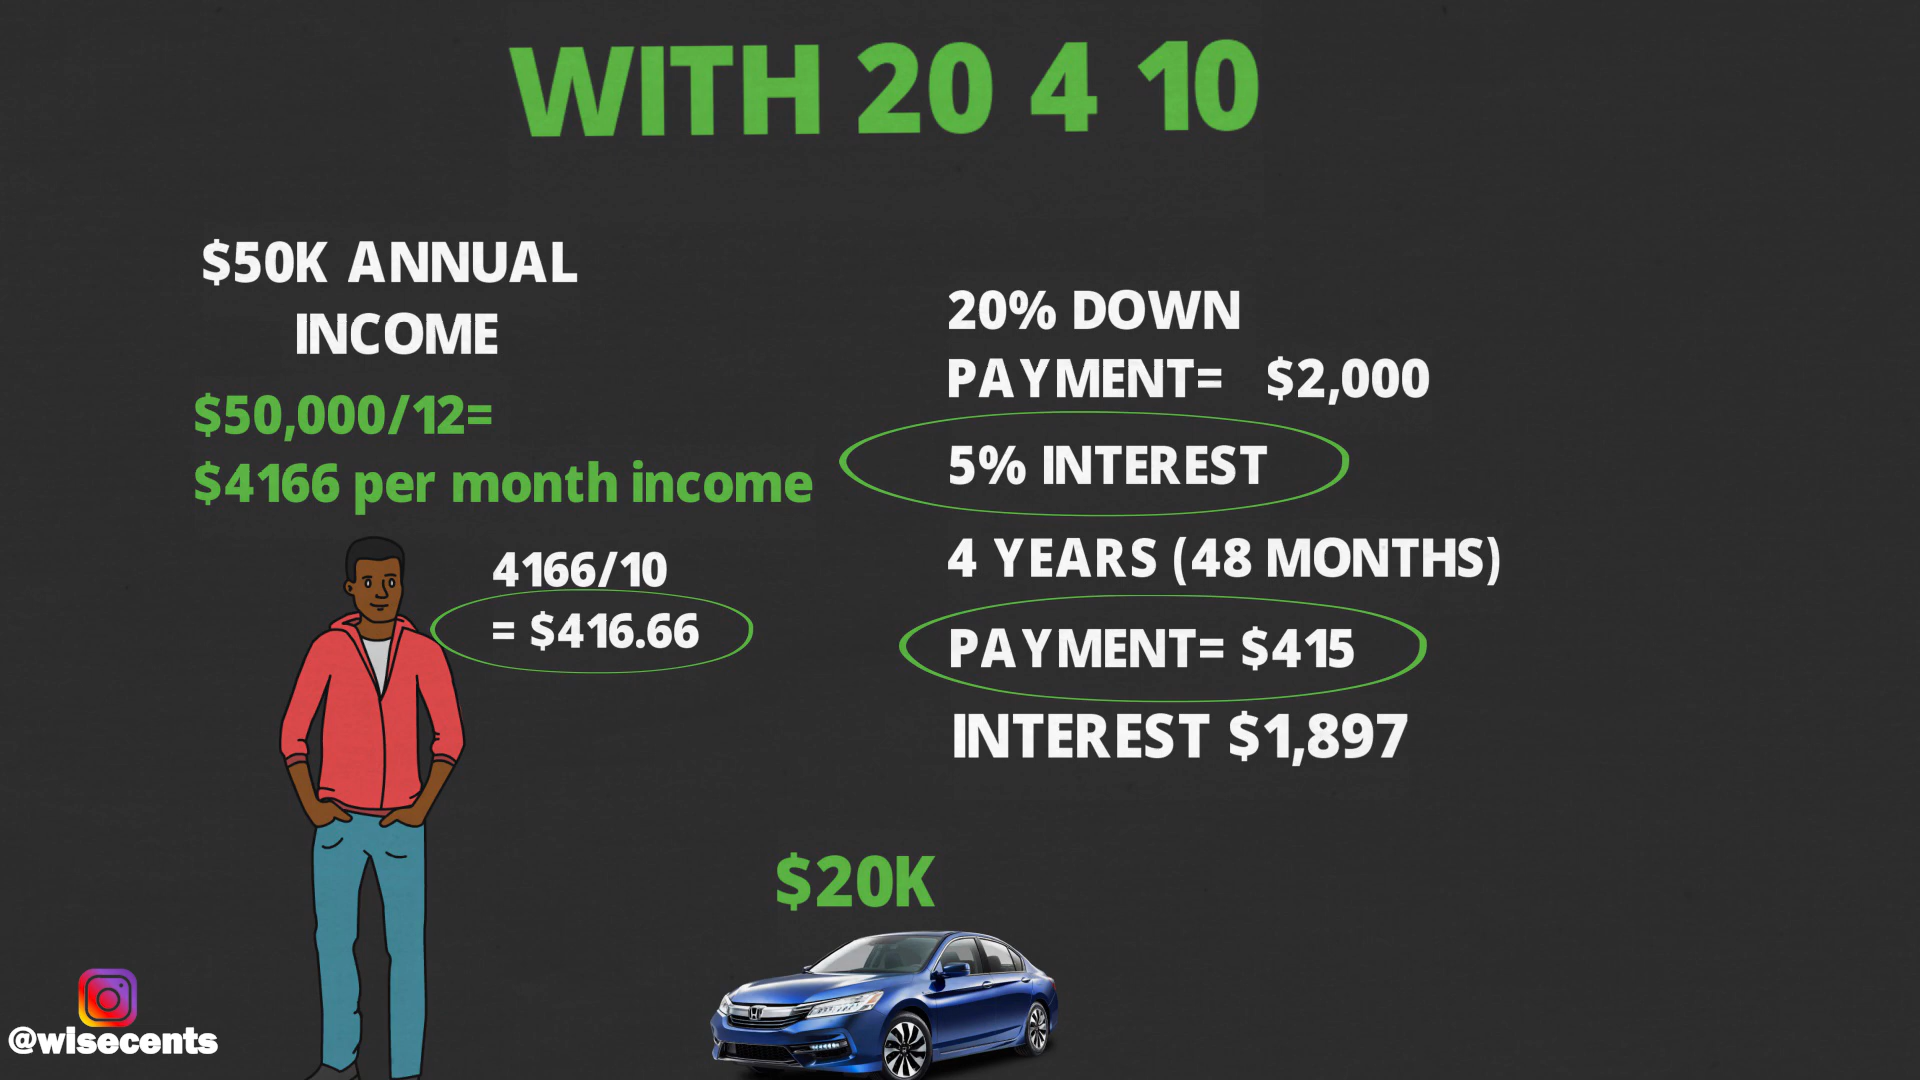 WITH 20 4 10
$50K ANNUAL
INCOME
$50,000/12=
$4166 per month income
4166/10
= $416.66
20% DOWN
PAYMENT= $2,000
5% INTEREST
4 YEARS (48 MONTHS)
PAYMENT= $415
INTEREST $1,897
$20K
@wisecents